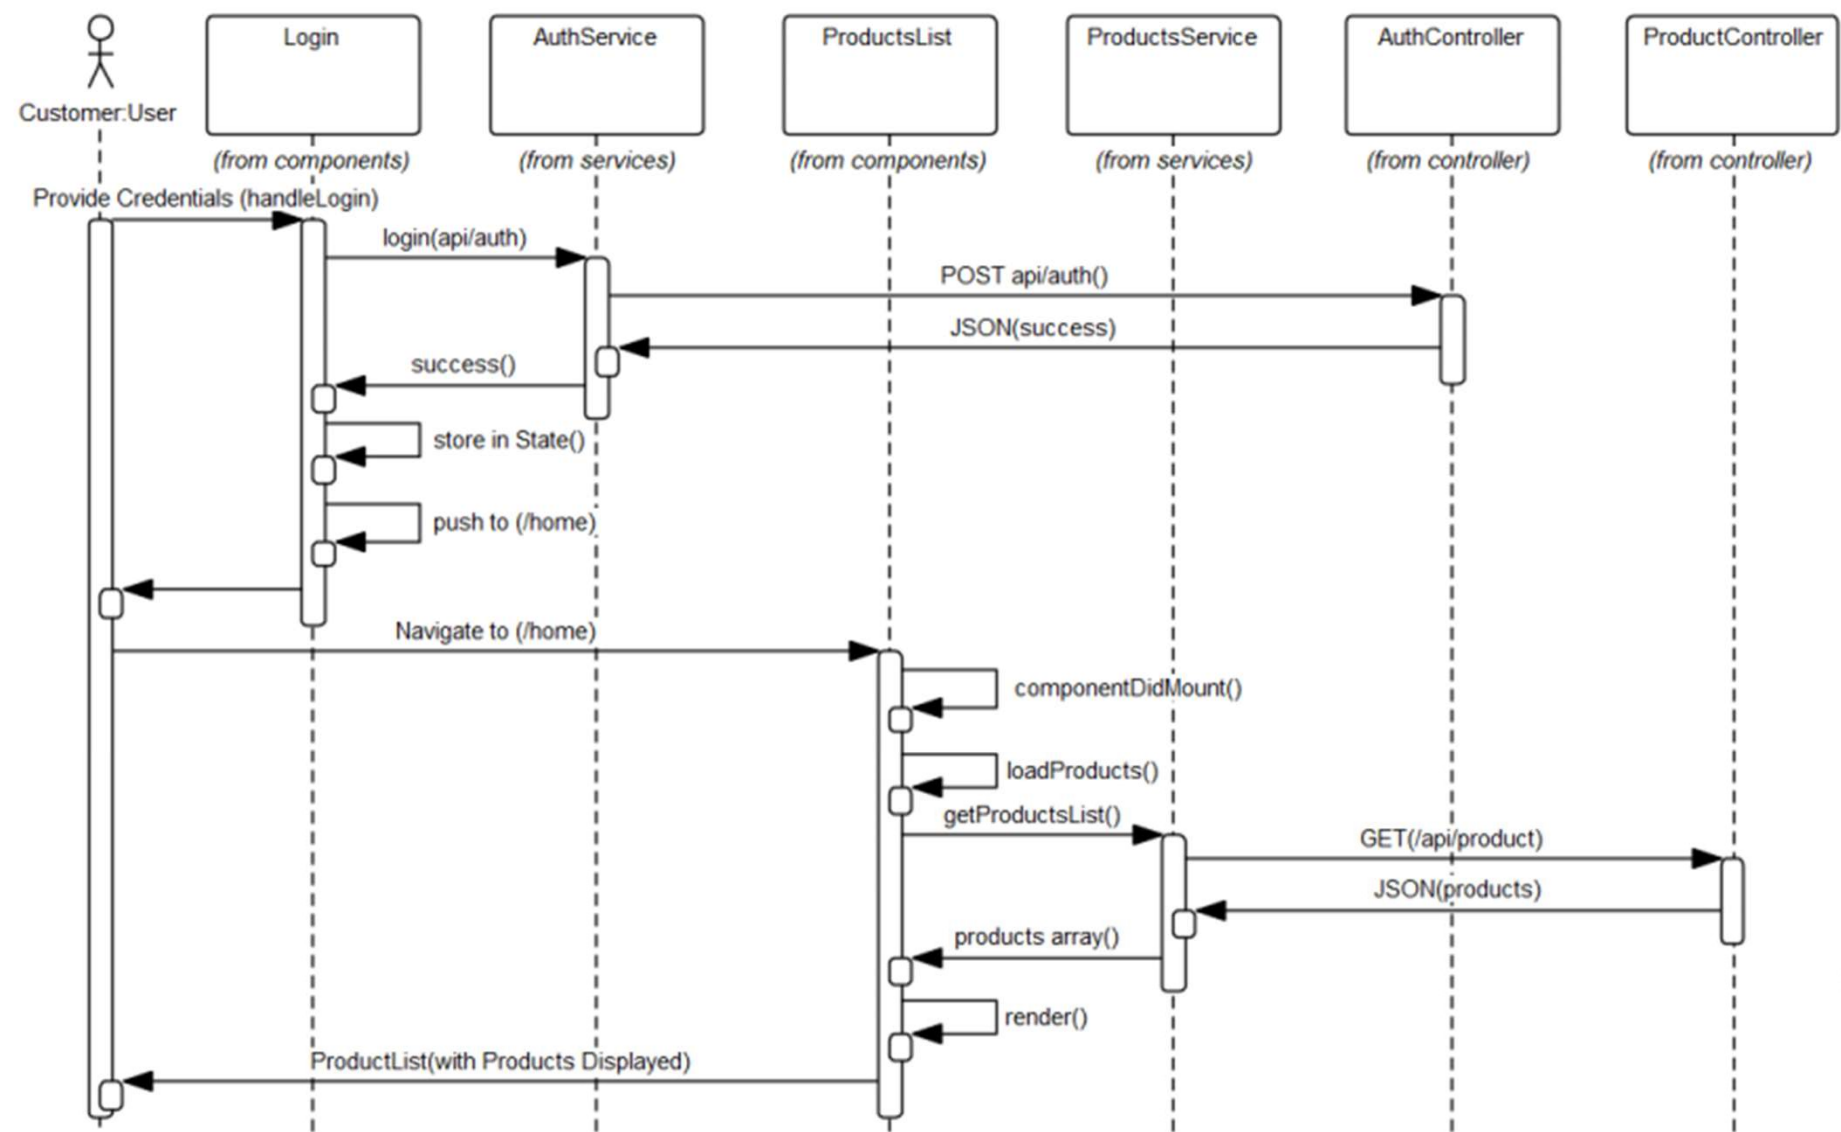 Login
AuthService
ProductsList
ProductsService
AuthController
ProductController
Customer:User
(from components)
(from services)
(from components)
(from services)
(from controller)
(from controller)
Provide Credentials (handleLogin)
login(api/auth)
POST api/auth()
JSON(success)
success()
store in State()
push to (/home)
Navigate to (/home)
componentDidMount()
loadProducts()
getProductsList()
GET(/api/product)
JSON(products)
products array()
render()
ProductList(with Products Displayed)